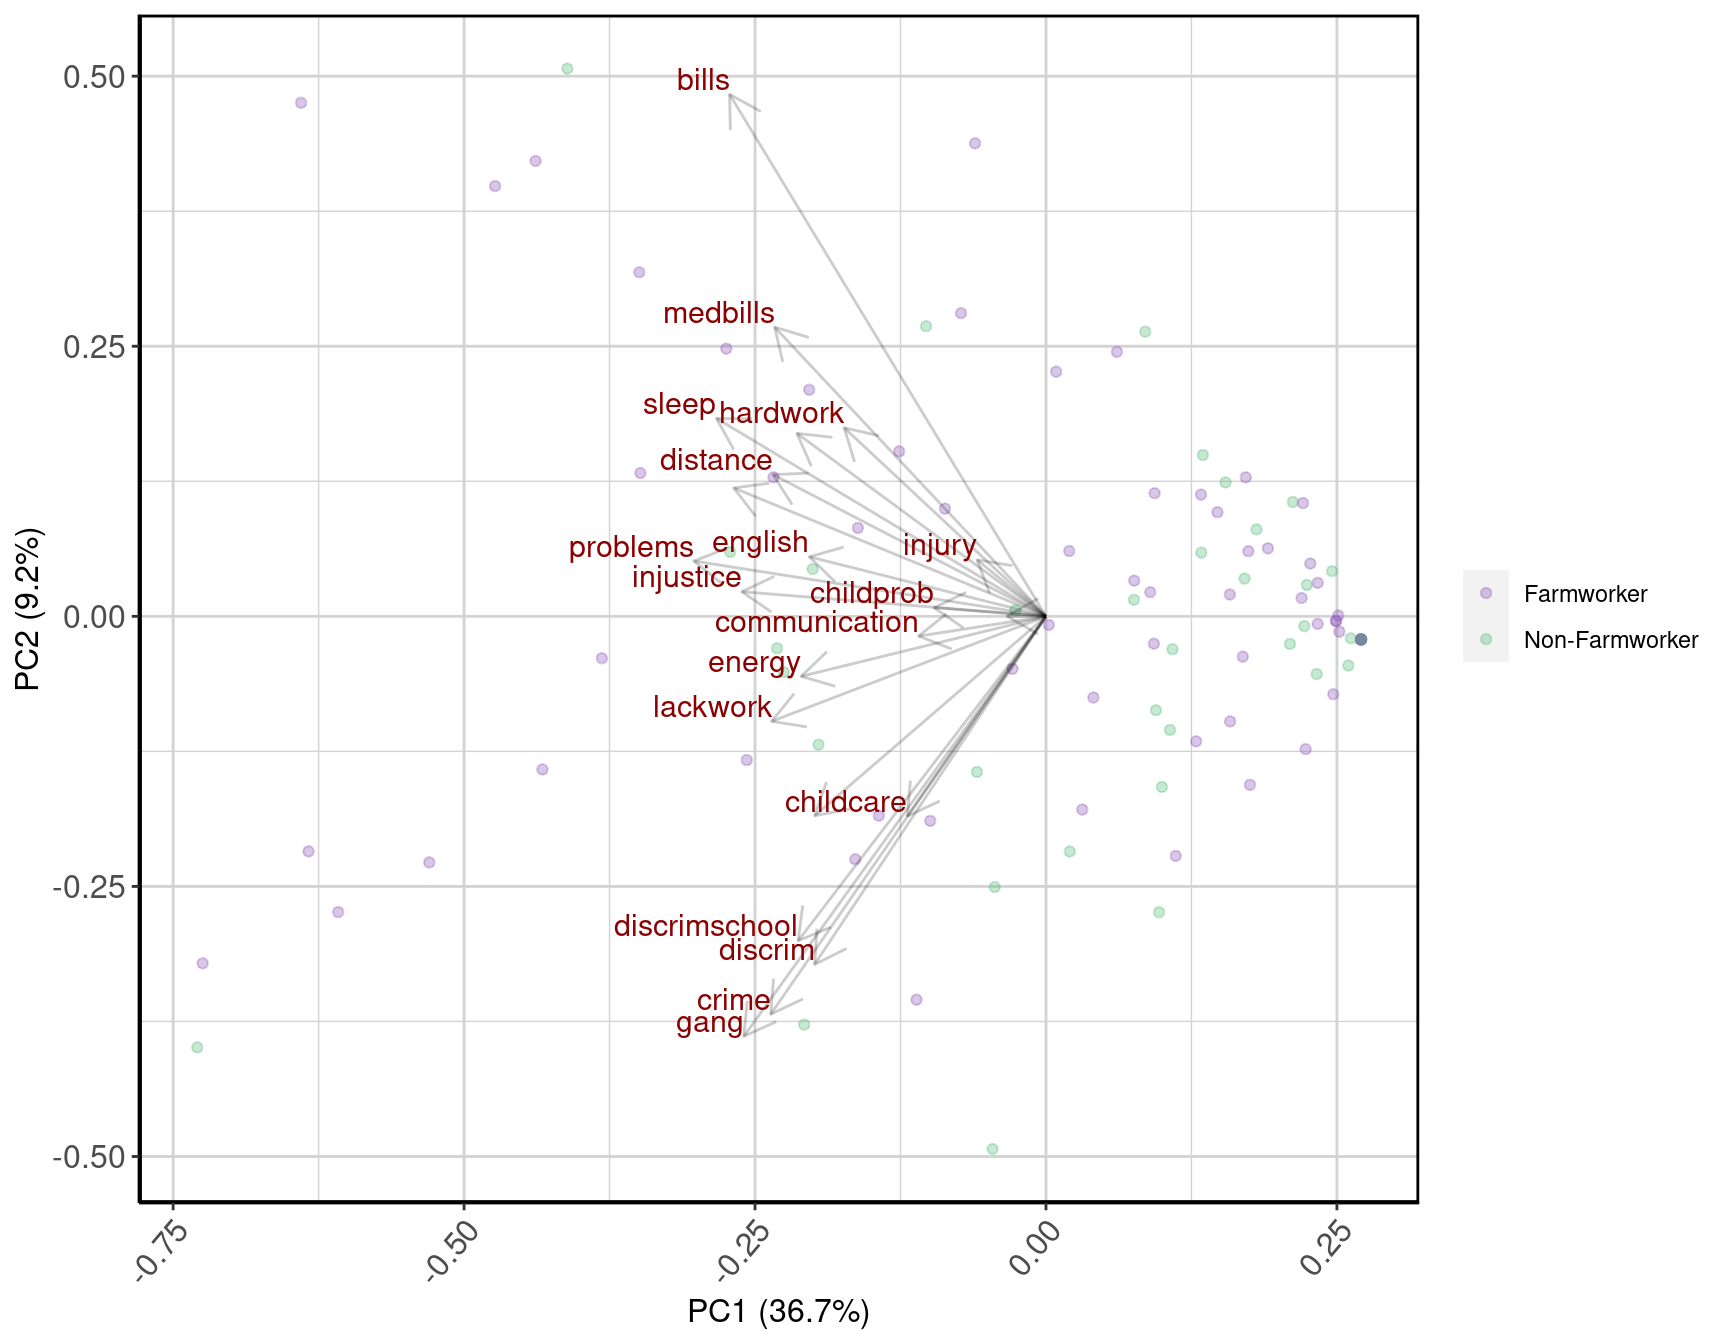 0.50
0.25
0.00
-0.25
-0.50
PC2 (9.2%)
bills
medbills
sleep
hardwork
distance
problems
english
injury
injustice
childprob
communication
energy
lackwork
childcare
discrimschool
discrim
crime
gang
Farmworker
Non-Farmworker
-0.75
-0.50
-0.25
0.00
0.25
PC1 (36.7%)